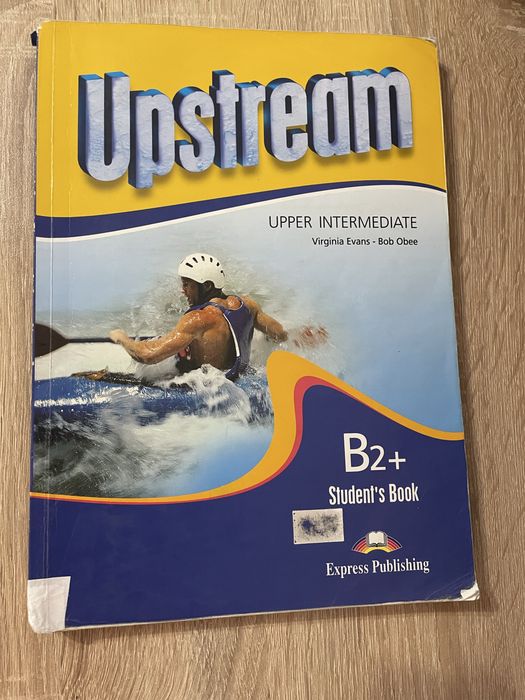 Upstream
UPPER INTERMEDIATE
Virginia Evans - Bob Obee
B2+
Student's Book
Express Publishing